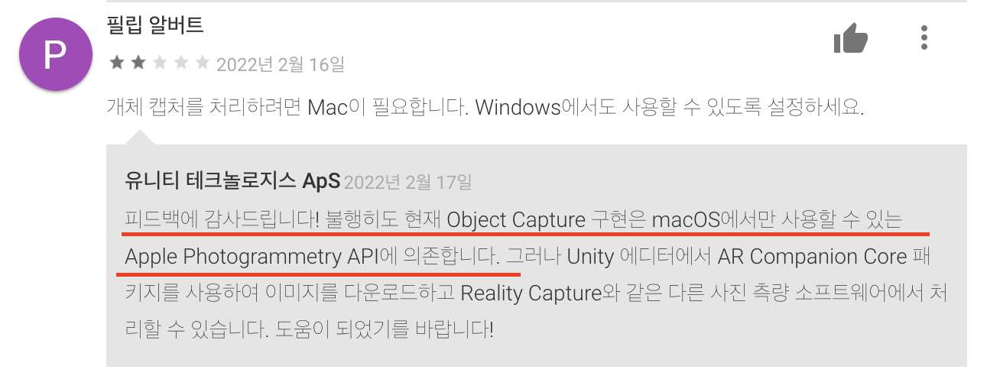 P
필립 알버트
2022년 2월 16일
개체 캡처를 처리하려면 Mac이 필요합니다. Windows에서도 사용할 수 있도록 설정하세요.
유니티 테크놀로지스 ApS 2022년 2월 17일
피드백에 감사드립니다! 불행히도 현재 Object Capture 구현은 macOS에서만 사용할 수 있는
Apple Photogrammetry API에 의존합니다. 그러나 Unity 에디터에서 AR Companion Core 패
키지를 사용하여 이미지를 다운로드하고 Reality Capture와 같은 다른 사진 측량 소프트웨어에서 처
리할 수 있습니다. 도움이 되었기를 바랍니다!